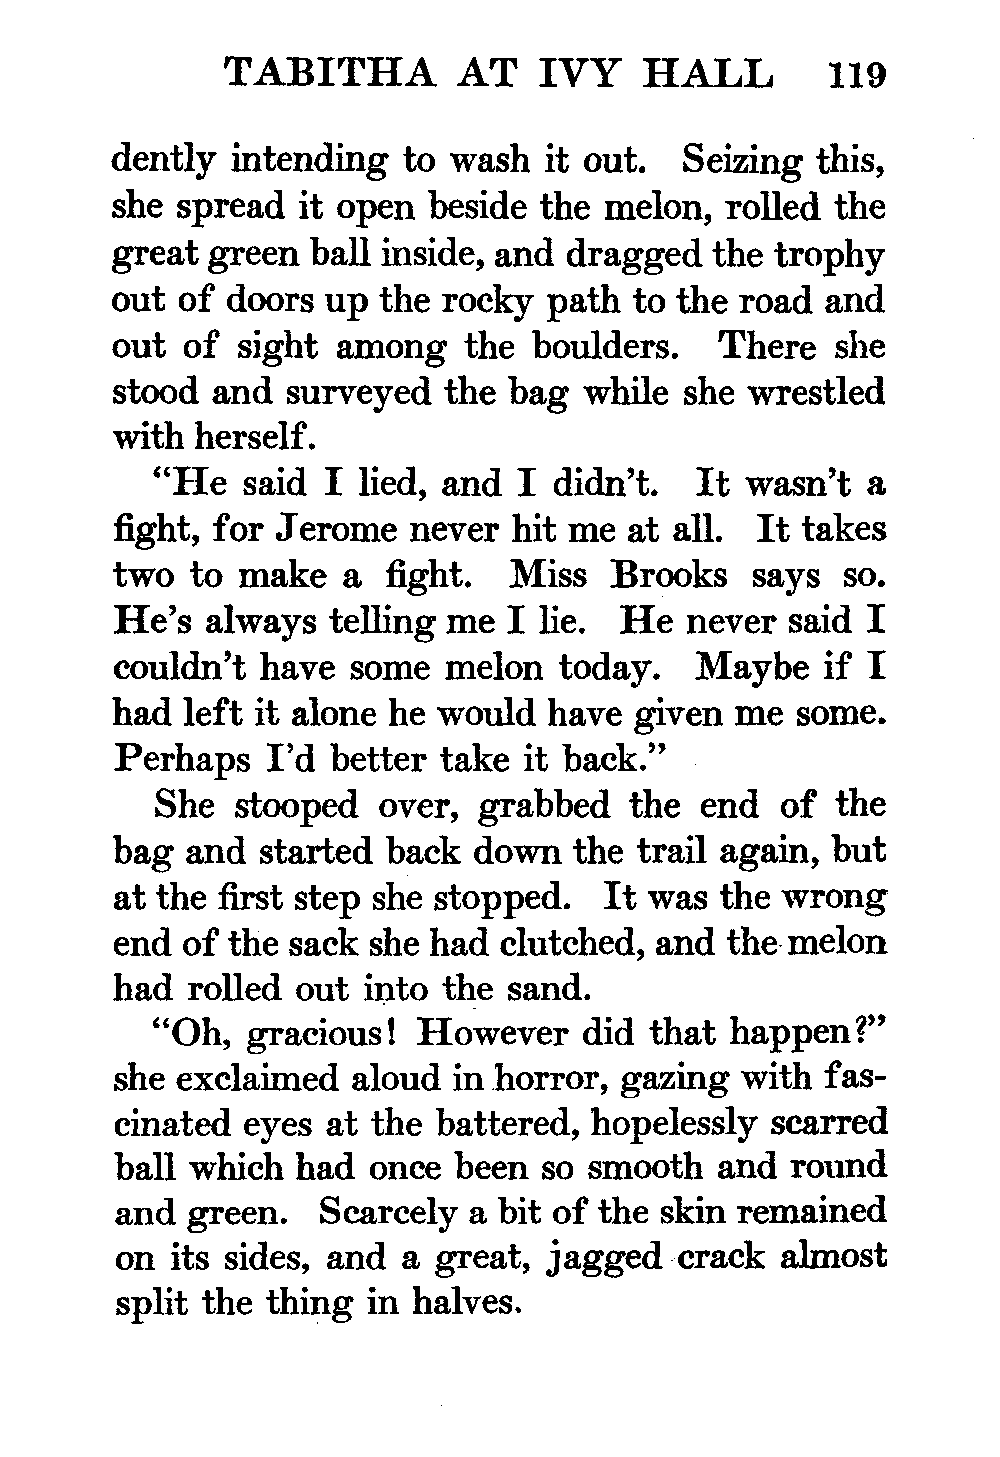 TABITHA AT IVY HALL 119
dently intending to wash it out. Seizing this,
she spread it open beside the melon, rolled the
great green ball inside, and dragged the trophy
out of doors up the rocky path to the road and
out of sight among the boulders. There she
stood and surveyed the bag while she wrestled
with herself.
“He said I lied, and I didn’t. It wasn’t a
fight, for Jerome never hit me at all. It takes
two to make a fight. Miss Brooks says so.
He’s always telling me I lie. He never said I
couldn’t have some melon today. Maybe if I
had left it alone he would have given me some.
Perhaps I’d better take it back.”
She stooped over, grabbed the end of the
bag and started back down the trail again, but
at the first step she stopped. It was the wrong
end of the sack she had clutched, and the melon
had rolled out into the sand.
“Oh, gracious! However did that happen?”
she exclaimed aloud in horror, gazing with fas-
cinated eyes at the battered, hopelessly scarred
ball which had once been so smooth and round
and green. Scarcely a bit of the skin remained
on its sides, and a great, jagged crack almost
split the thing in halves.